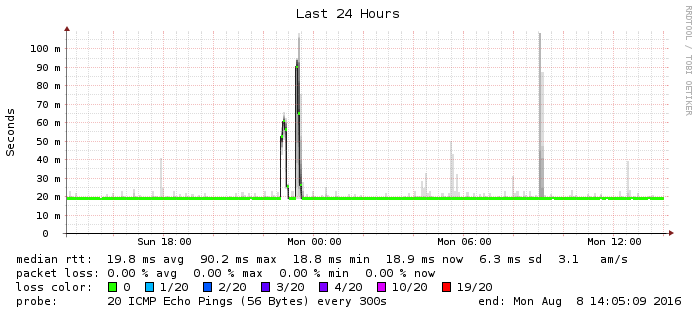 Last 24 Hours
RRDTOOL / TOBI OETIKER
Seconds
100 m
90 m
80 m
70 m
60 m
50 m
40 m
30 m
20 m
10 m
0
Sun 18:00 Mon 00:00 Mon 06:00 Mon 12:00
median rtt: 19.8 ms avg 90.2 ms max 18.8 ms min 18.9 ms now 6.3 ms sd 3.1 am/s
packet loss: 0.00 % avg 0.00 % max 0.00 % min 0.00 % now
loss color: 0 1/20 2/20 3/20 4/20 10/20 19/20
probe: 20 ICMP Echo Pings (56 Bytes) every 300s end: Mon Aug 8 14:05:09 2016